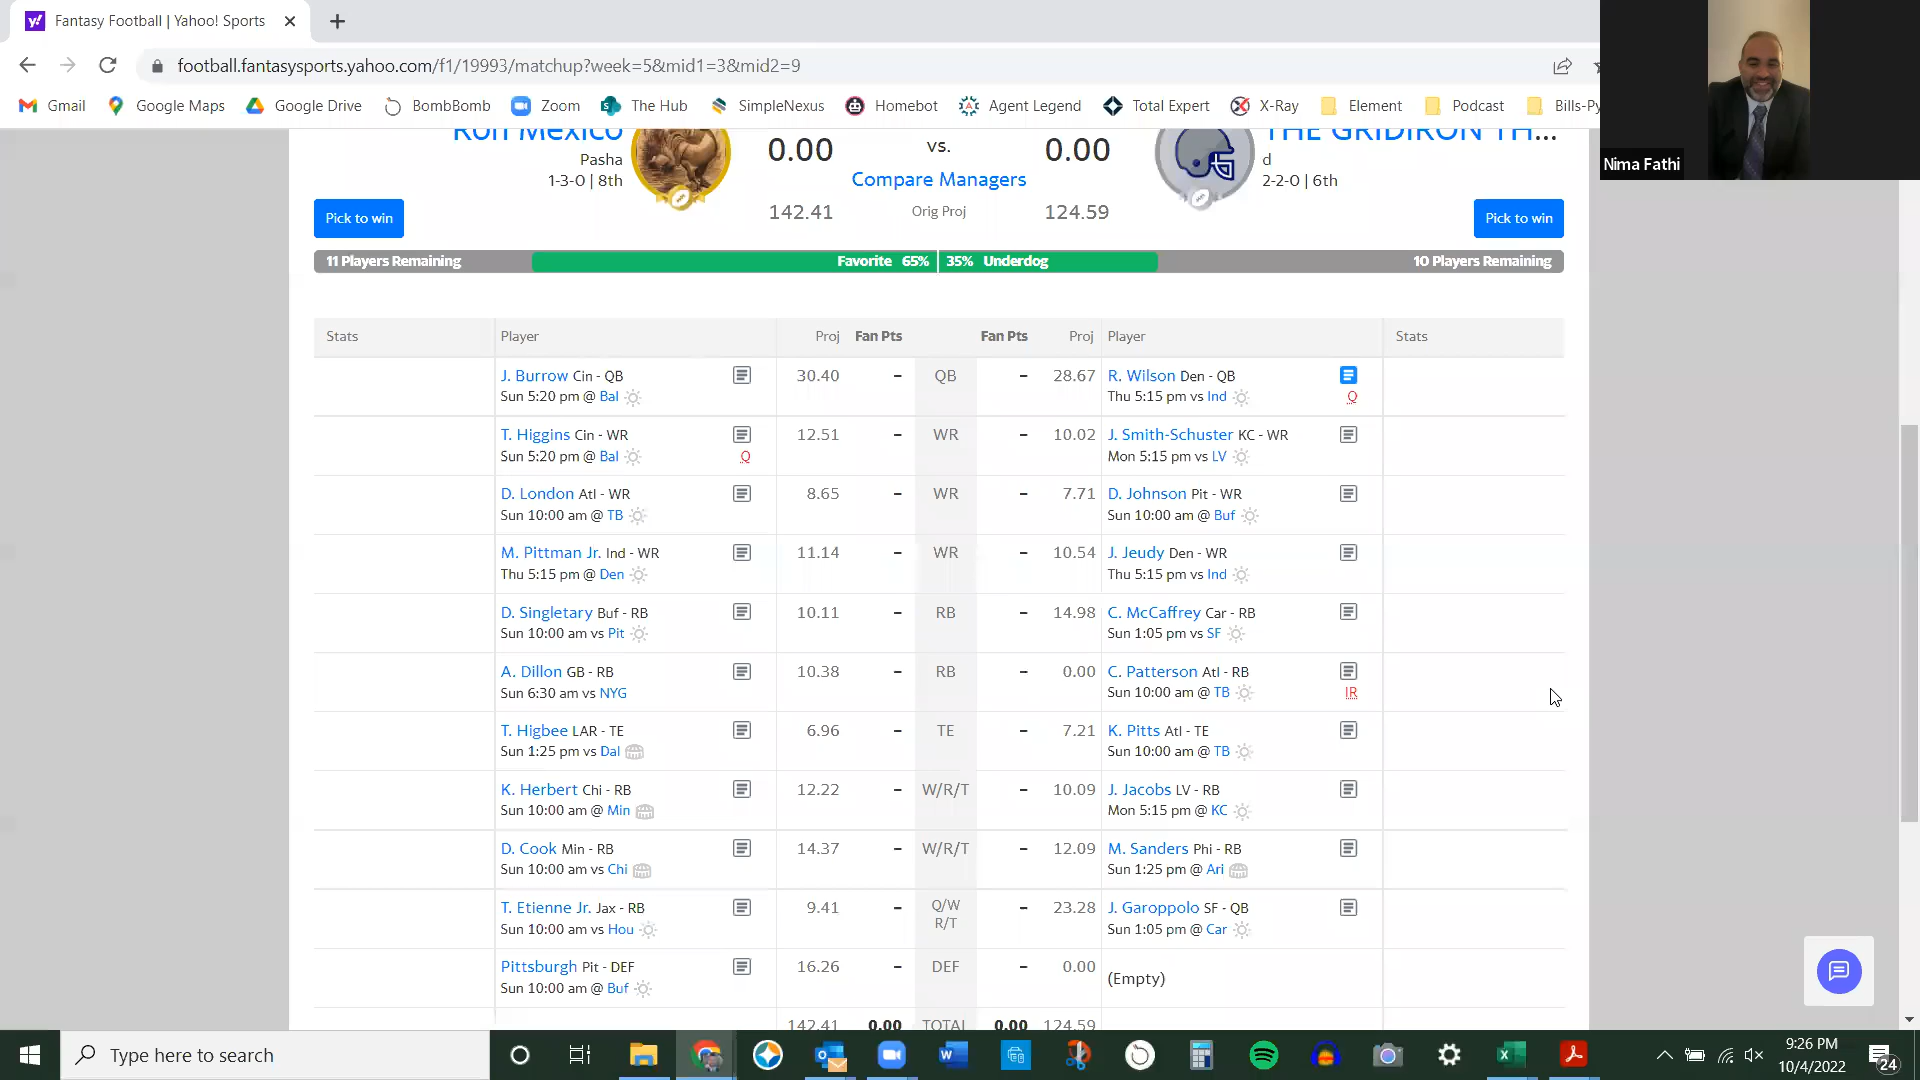 Fantasy Football | Yahoo! Sports
football.fantasysports.yahoo.com/f1/19993/matchup?week=5&mid1=3&mid2=9
Gmail Google Maps Google Drive BombBomb Zoom The Hub SimpleNexus Homebot Agent Legend Total Expert X-Ray Element Podcast Bills-Py
Nima Fathi
Ron Mexico 0.00 vs. 0.00 THE GRIDIRON TH...
Pasha d
1-3-0 | 8th Compare Managers 2-2-0 | 6th
142.41 Orig Proj 124.59
Pick to win Pick to win
11 Players Remaining Favorite 65% 35% Underdog 10 Players Remaining
Stats Player Proj Fan Pts Fan Pts Proj Player Stats
J. Burrow Cin - QB 30.40 – QB – 28.67 R. Wilson Den - QB
Sun 5:20 pm @ Bal Thu 5:15 pm vs Ind Q
T. Higgins Cin - WR 12.51 – WR – 10.02 J. Smith-Schuster KC - WR
Sun 5:20 pm @ Bal Q Mon 5:15 pm vs LV
D. London Atl - WR 8.65 – WR – 7.71 D. Johnson Pit - WR
Sun 10:00 am @ TB Sun 10:00 am @ Buf
M. Pittman Jr. Ind - WR 11.14 – WR – 10.54 J. Jeudy Den - WR
Thu 5:15 pm @ Den Thu 5:15 pm vs Ind
D. Singletary Buf - RB 10.11 – RB – 14.98 C. McCaffrey Car - RB
Sun 10:00 am vs Pit Sun 1:05 pm vs SF
A. Dillon GB - RB 10.38 – RB – 0.00 C. Patterson Atl - RB
Sun 6:30 am vs NYG Sun 10:00 am @ TB IR
T. Higbee LAR - TE 6.96 – TE – 7.21 K. Pitts Atl - TE
Sun 1:25 pm vs Dal Sun 10:00 am @ TB
K. Herbert Chi - RB 12.22 – W/R/T – 10.09 J. Jacobs LV - RB
Sun 10:00 am @ Min Mon 5:15 pm @ KC
D. Cook Min - RB 14.37 – W/R/T – 12.09 M. Sanders Phi - RB
Sun 10:00 am vs Chi Sun 1:25 pm @ Ari
T. Etienne Jr. Jax - RB 9.41 – Q/W R/T – 23.28 J. Garoppolo SF - QB
Sun 10:00 am vs Hou Sun 1:05 pm @ Car
Pittsburgh Pit - DEF 16.26 – DEF – 0.00 (Empty)
Sun 10:00 am @ Buf
142.41 0.00 TOTAL 0.00 124.59
Type here to search
9:26 PM
10/4/2022
24